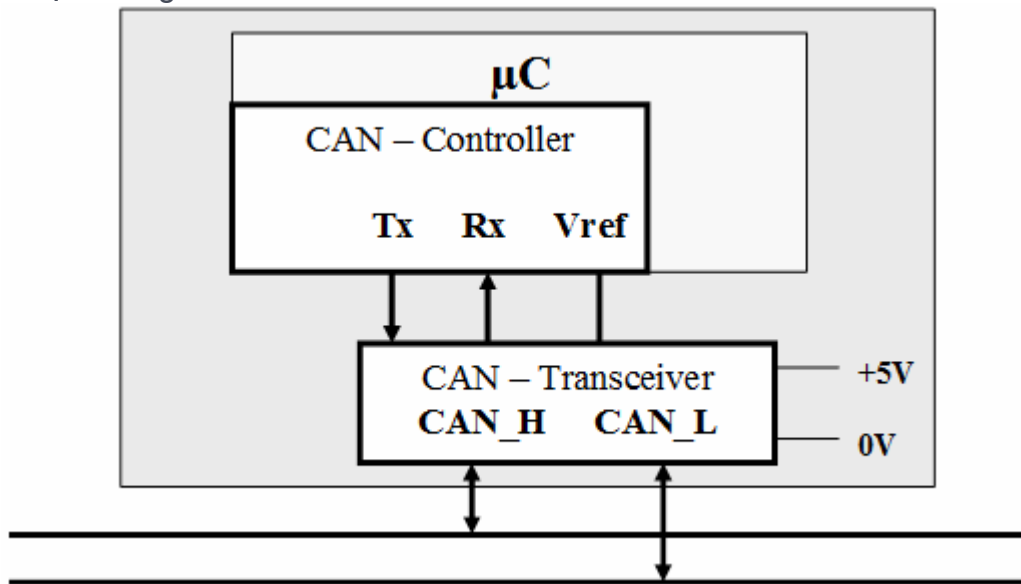 µC
CAN – Controller
Tx Rx Vref
CAN – Transceiver
CAN_H CAN_L
+5V
0V